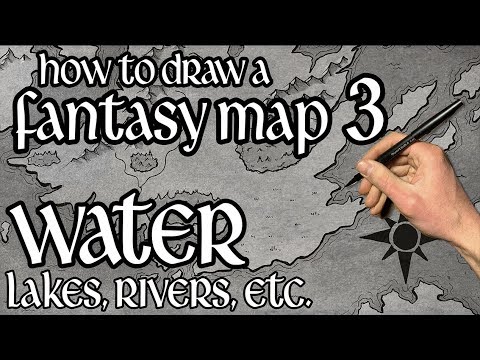 how to draw a
fantasy map 3
water
lakes, rivers, etc.